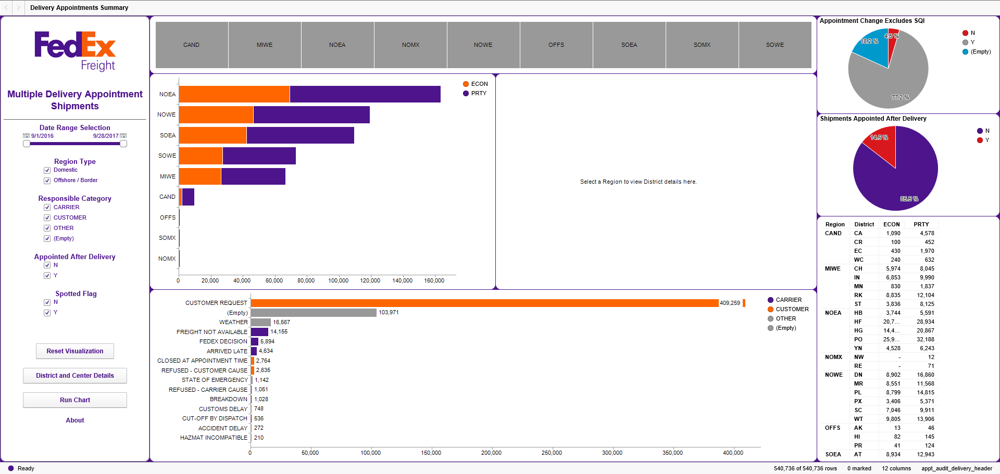 Delivery Appointments Summary
FedEx
Freight
Multiple Delivery Appointment
Shipments
Date Range Selection
9/1/2016 9/28/2017
Region Type
Domestic
Offshore / Border
Responsible Category
CARRIER
CUSTOMER
OTHER
(Empty)
Appointed After Delivery
N
Y
Spotted Flag
N
Y
Reset Visualization
District and Center Details
Run Chart
About
CAND MIWE NOEA NOMX NOWE OFFS SOEA SOMX SOWE
ECON
PRTY
NOEA
NOWE
SOEA
SOWE
MIWE
CAND
OFFS
SOMX
NOMX
0 20,000 40,000 60,000 80,000 100,000 120,000 140,000 160,000
Select a Region to view District details here.
CARRIER
CUSTOMER
OTHER
(Empty)
CUSTOMER REQUEST 409,259
(Empty) 103,971
WEATHER 16,567
FREIGHT NOT AVAILABLE 14,155
FEDEX DECISION 5,894
ARRIVED LATE 4,634
CLOSED AT APPOINTMENT TIME 2,764
REFUSED - CUSTOMER CAUSE 2,635
STATE OF EMERGENCY 1,142
REFUSED - CARRIER CAUSE 1,051
BREAKDOWN 1,028
CUSTOMS DELAY 748
CUT-OFF BY DISPATCH 536
ACCIDENT DELAY 272
HAZMAT INCOMPATIBLE 210
0 50,000 100,000 150,000 200,000 250,000 300,000 350,000 400,000
Appointment Change Excludes SQI
18.2 % 4.5 %
77.2 %
N
Y
(Empty)
Shipments Appointed After Delivery
14.5 %
85.5 %
N
Y
Region District ECON PRTY
CAND CA 1,090 4,578
CR 100 452
EC 430 1,970
WC 240 632
MIWE CH 5,974 8,045
IN 6,853 9,990
MN 830 1,837
RK 8,835 12,104
ST 3,836 8,125
NOEA HB 3,744 5,591
HF 20,7... 28,934
HG 14,4... 20,867
PO 25,9... 32,188
YN 4,528 6,243
NOMX NW - 12
RE - 71
NOWE DN 8,902 16,860
MR 8,551 11,568
PL 8,799 14,815
PX 3,406 5,371
SC 7,046 9,911
WT 9,805 13,906
OFFS AK 13 46
HI 82 145
PR 41 124
SOEA AT 8,934 12,943
Ready
540,736 of 540,736 rows 0 marked 12 columns appt_audit_delivery_header